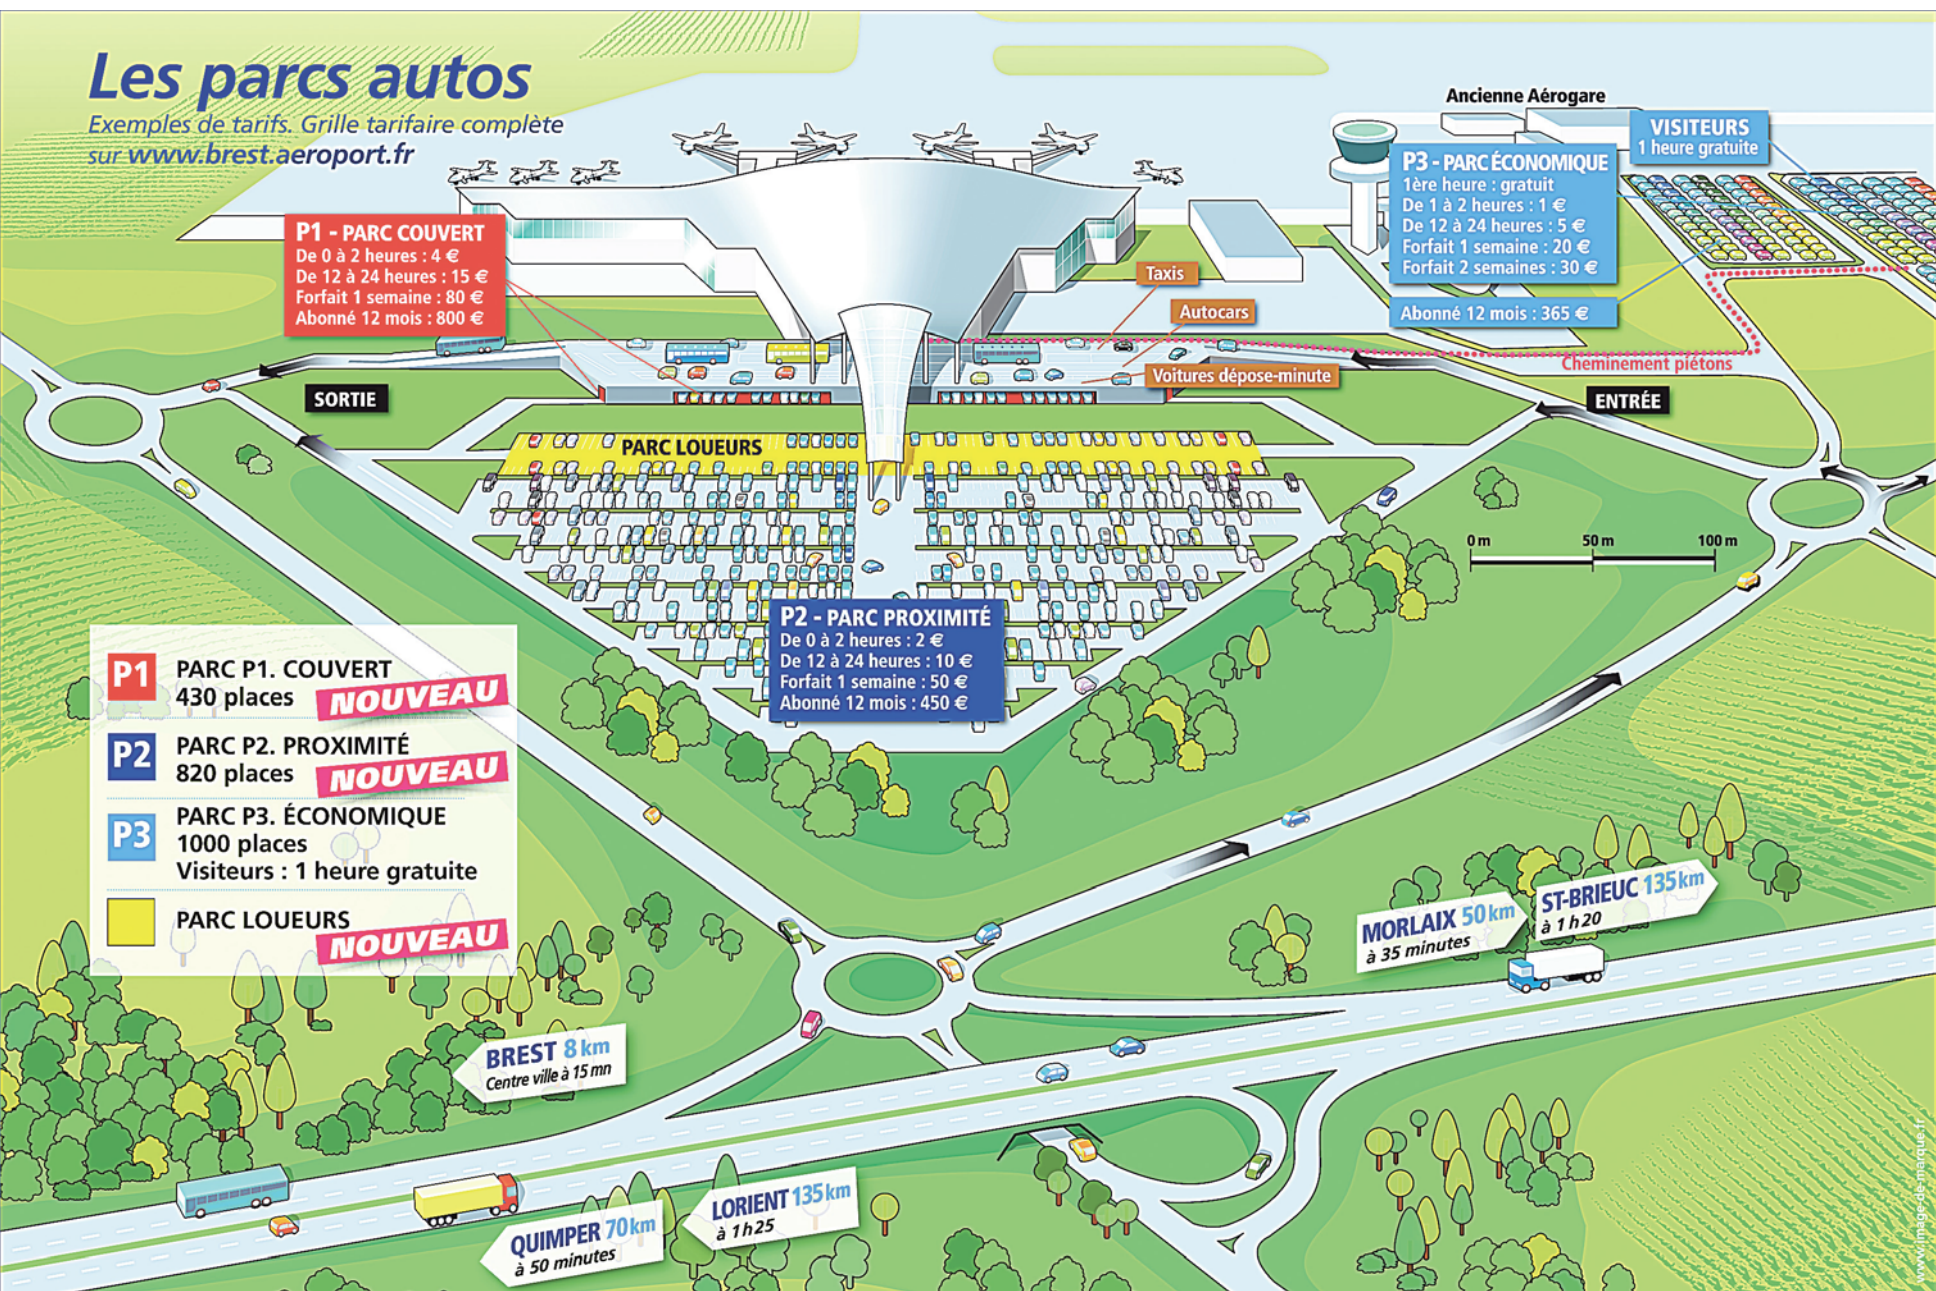 Les parcs autos
Exemples de tarifs. Grille tarifaire complète
sur www.brest.aeroport.fr
Ancienne Aérogare
VISITEURS
1 heure gratuite
P3 - PARC ÉCONOMIQUE
1ère heure : gratuit
De 1 à 2 heures : 1 €
De 12 à 24 heures : 5 €
Forfait 1 semaine : 20 €
Forfait 2 semaines : 30 €
Abonné 12 mois : 365 €
P1 - PARC COUVERT
De 0 à 2 heures : 4 €
De 12 à 24 heures : 15 €
Forfait 1 semaine : 80 €
Abonné 12 mois : 800 €
Taxis
Autocars
Voitures dépose-minute
Cheminement piétons
SORTIE
ENTRÉE
PARC LOUEURS
0 m 50 m 100 m
P2 - PARC PROXIMITÉ
De 0 à 2 heures : 2 €
De 12 à 24 heures : 10 €
Forfait 1 semaine : 50 €
Abonné 12 mois : 450 €
P1 PARC P1. COUVERT
430 places NOUVEAU
P2 PARC P2. PROXIMITÉ
820 places NOUVEAU
P3 PARC P3. ÉCONOMIQUE
1000 places
Visiteurs : 1 heure gratuite
PARC LOUEURS
NOUVEAU
MORLAIX 50 km
à 35 minutes
ST-BRIEUC 135 km
à 1 h 20
BREST 8 km
Centre ville à 15 mn
LORIENT 135 km
à 1 h 25
QUIMPER 70 km
à 50 minutes
www.image-de-marque.fr